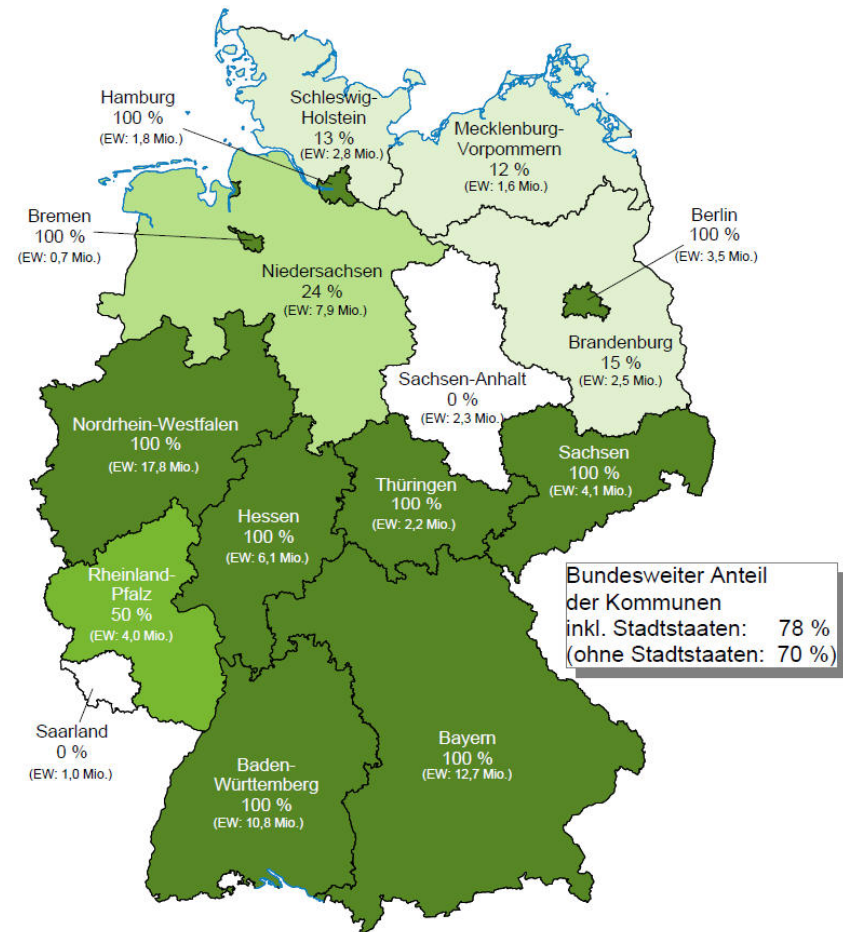 Hamburg
100 %
(EW: 1,8 Mio.)
Schleswig-
Holstein
13 %
(EW: 2,8 Mio.)
Mecklenburg-
Vorpommern
12 %
(EW: 1,6 Mio.)
Bremen
100 %
(EW: 0,7 Mio.)
Berlin
100 %
(EW: 3,5 Mio.)
Niedersachsen
24 %
(EW: 7,9 Mio.)
Brandenburg
15 %
(EW: 2,5 Mio.)
Sachsen-Anhalt
0 %
(EW: 2,3 Mio.)
Nordrhein-Westfalen
100 %
(EW: 17,8 Mio.)
Sachsen
100 %
(EW: 4,1 Mio.)
Thüringen
100 %
(EW: 2,2 Mio.)
Hessen
100 %
(EW: 6,1 Mio.)
Rheinland-
Pfalz
50 %
(EW: 4,0 Mio.)
Bundesweiter Anteil
der Kommunen
inkl. Stadtstaaten: 78 %
(ohne Stadtstaaten: 70 %)
Saarland
0 %
(EW: 1,0 Mio.)
Bayern
100 %
(EW: 12,7 Mio.)
Baden-
Württemberg
100 %
(EW: 10,8 Mio.)